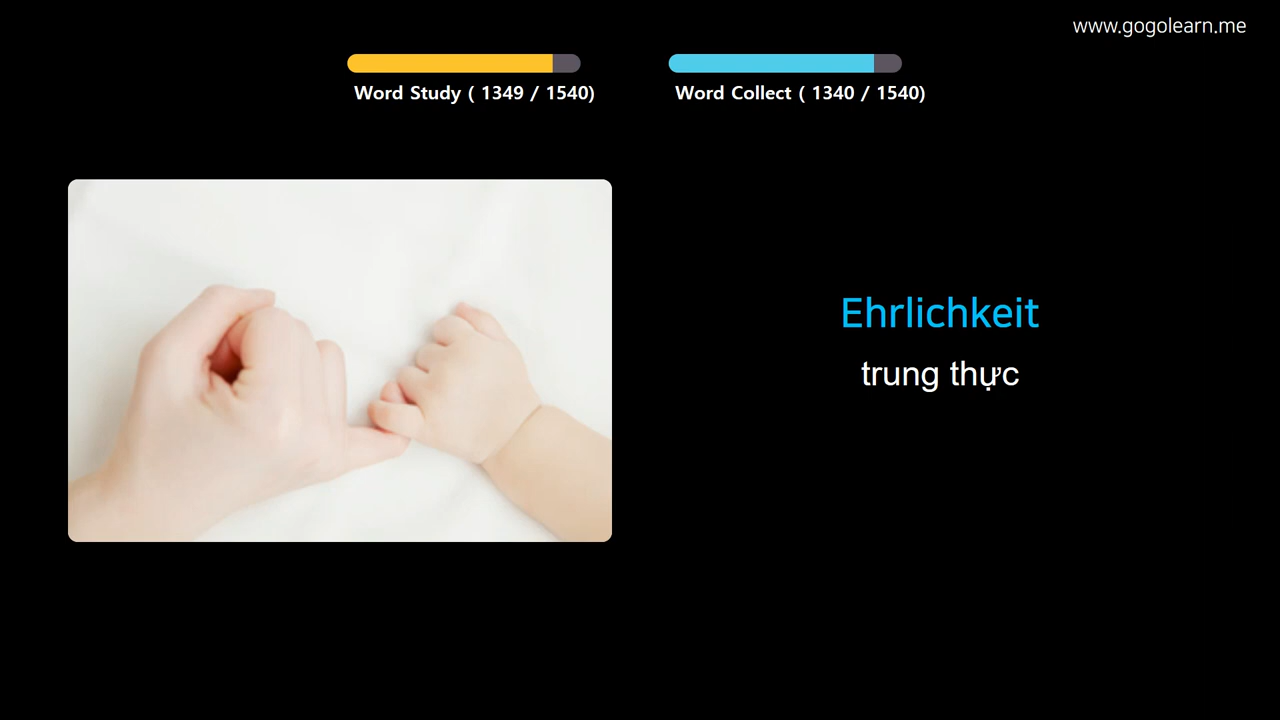 www.gogolearn.me
Word Study ( 1349 / 1540)
Word Collect ( 1340 / 1540)
Ehrlichkeit
trung thực